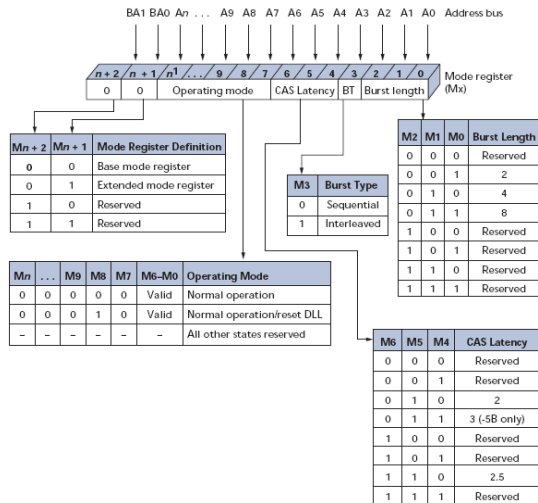 BA1 BA0 An . . . A9 A8 A7 A6 A5 A4 A3 A2 A1 A0 Address bus
n + 2 n + 1 n1 . . . 9 8 7 6 5 4 3 2 1 0
Mode register
(Mx)
0 0 Operating mode CAS Latency BT Burst length
Mn + 2 Mn + 1 Mode Register Definition
0 0 Base mode register
0 1 Extended mode register
1 0 Reserved
1 1 Reserved
M2 M1 M0 Burst Length
0 0 0 Reserved
0 0 1 2
0 1 0 4
0 1 1 8
1 0 0 Reserved
1 0 1 Reserved
1 1 0 Reserved
1 1 1 Reserved
M3 Burst Type
0 Sequential
1 Interleaved
Mn . . . M9 M8 M7 M6–M0 Operating Mode
0 0 0 0 0 Valid Normal operation
0 0 0 1 0 Valid Normal operation/reset DLL
– – – – – – All other states reserved
M6 M5 M4 CAS Latency
0 0 0 Reserved
0 0 1 Reserved
0 1 0 2
0 1 1 3 (-5B only)
1 0 0 Reserved
1 0 1 Reserved
1 1 0 2.5
1 1 1 Reserved